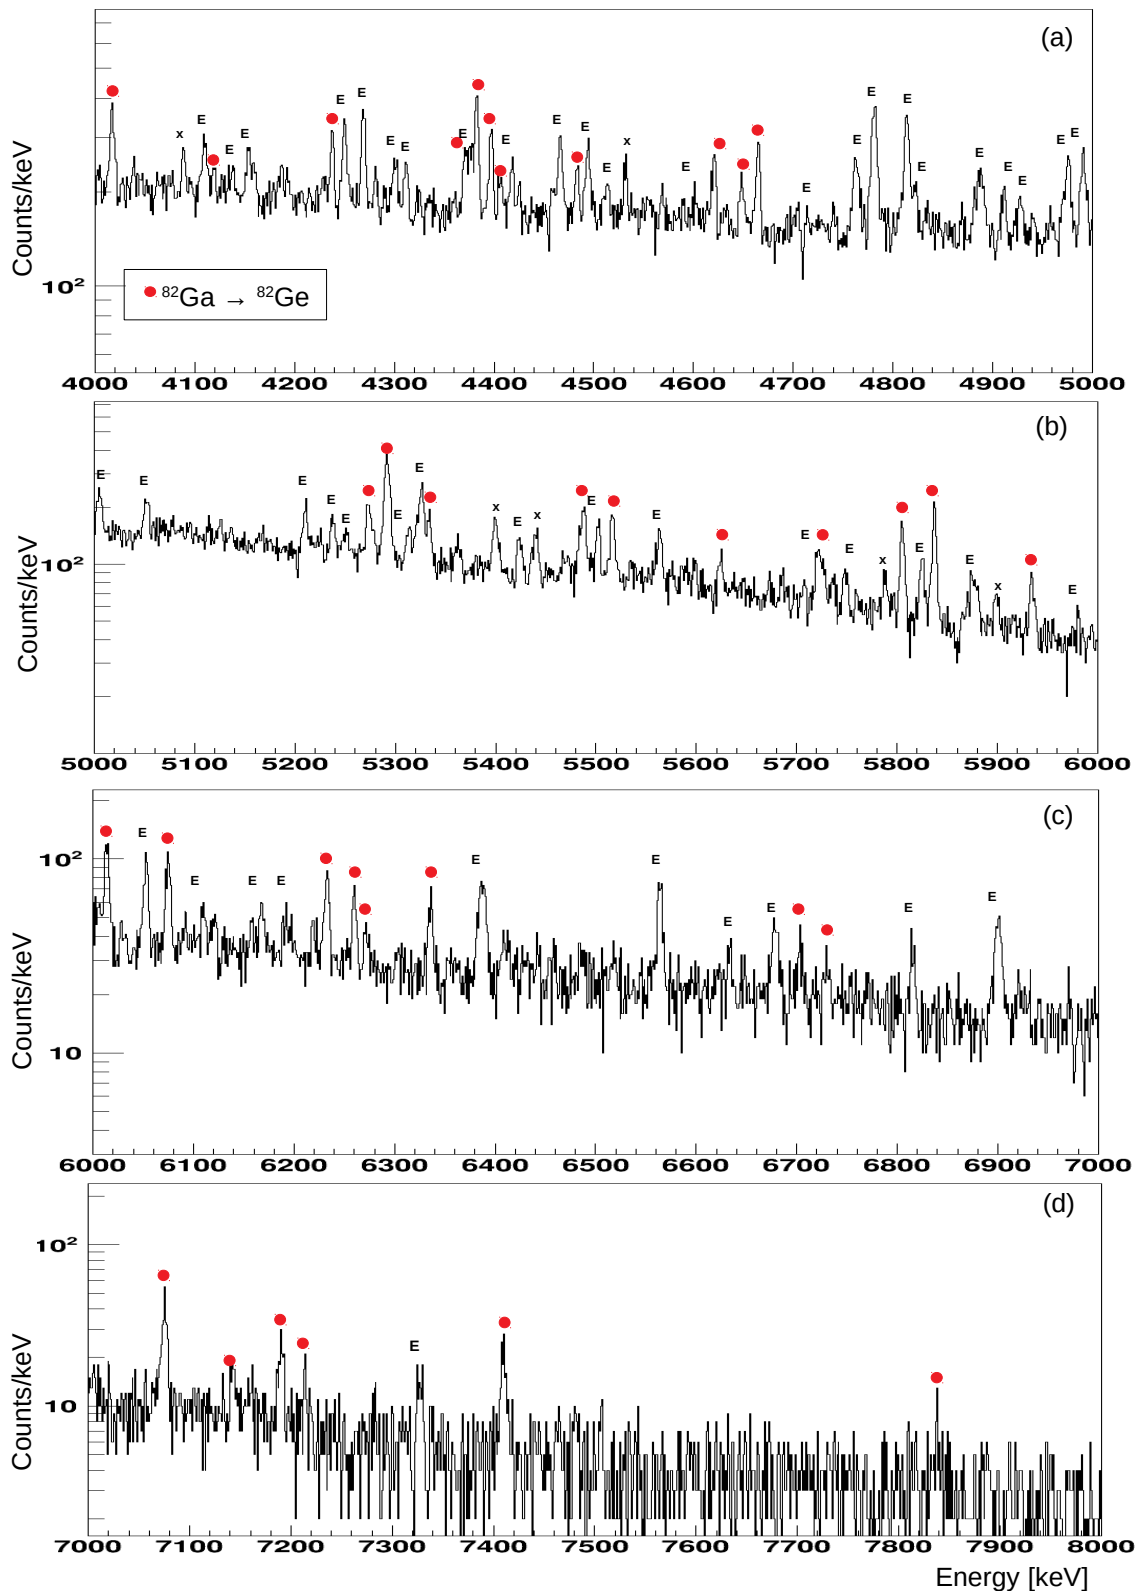 (a)
E E E E E E E E E E E x E E E E E E E E E E E
x
Counts/keV
10²
⁸²Ga → ⁸²Ge
4000 4100 4200 4300 4400 4500 4600 4700 4800 4900 5000
(b)
E E E E E E E x E x E E E E E x x E
Counts/keV
10²
5000 5100 5200 5300 5400 5500 5600 5700 5800 5900 6000
(c)
E E E E E E E E E E
10²
Counts/keV
10
6000 6100 6200 6300 6400 6500 6600 6700 6800 6900 7000
(d)
10²
E
Counts/keV
10
7000 7100 7200 7300 7400 7500 7600 7700 7800 7900 8000
Energy [keV]